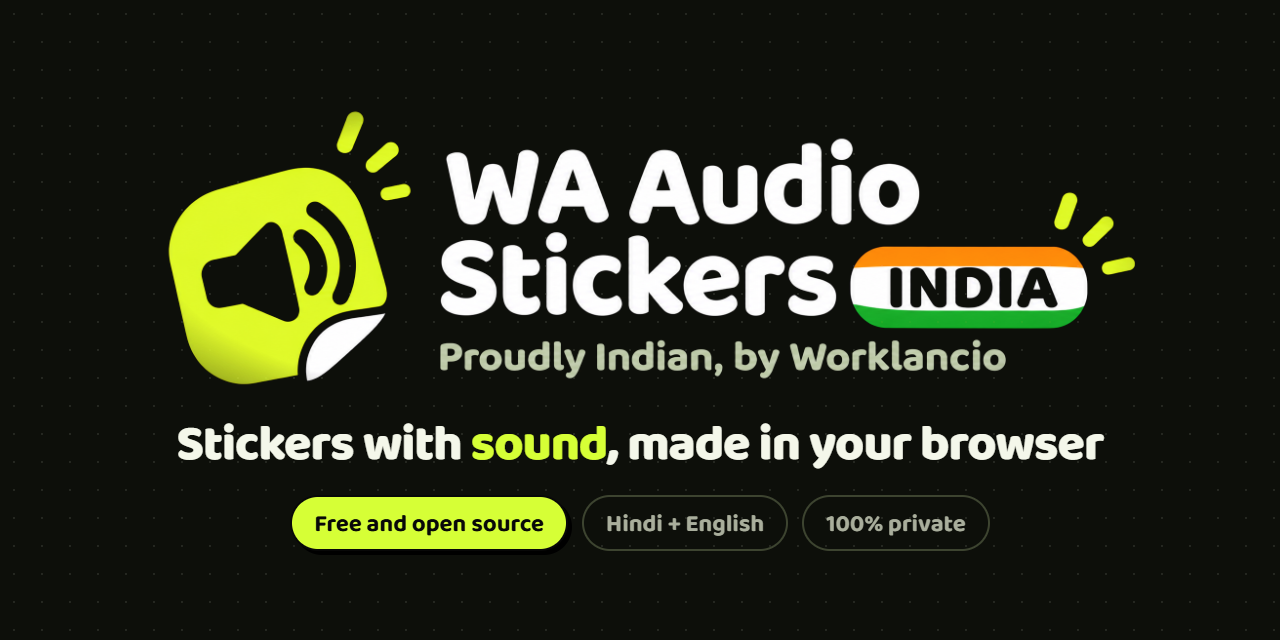 WA Audio
Stickers INDIA
Proudly Indian, by Worklancio
Stickers with sound, made in your browser
Free and open source
Hindi + English
100% private